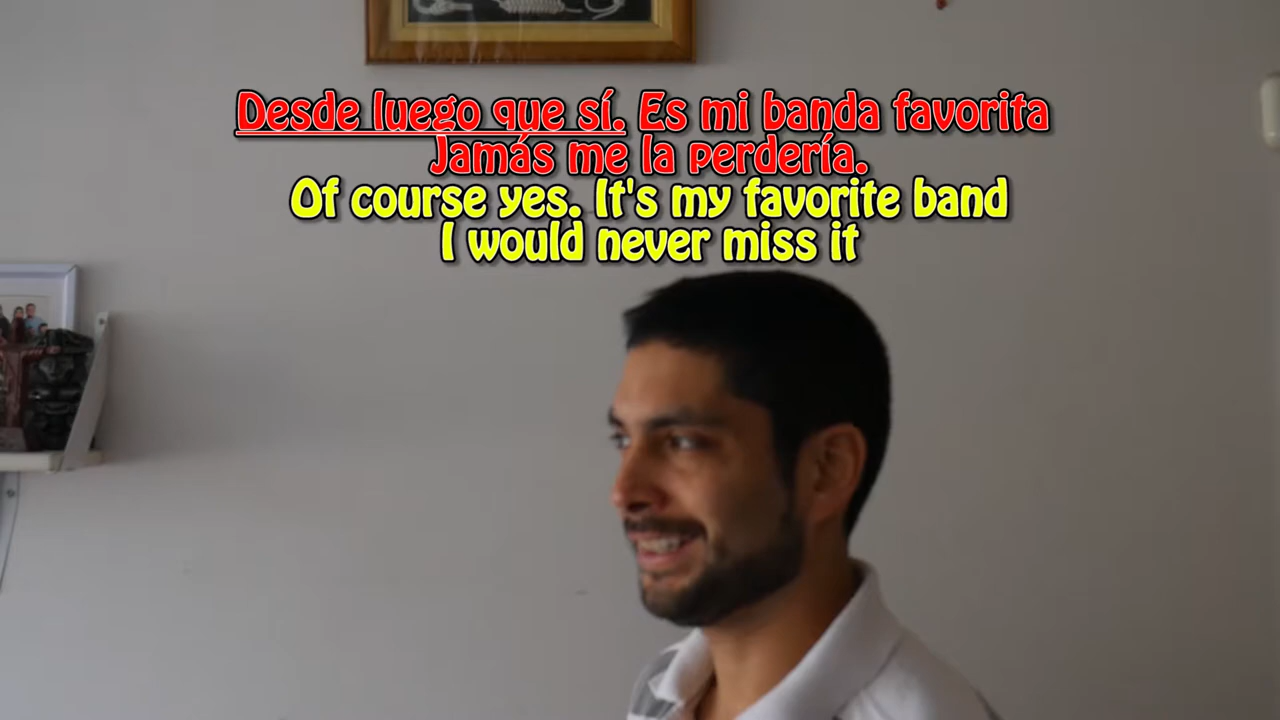 Desde luego que sí. Es mi banda favorita
Jamás me la perdería.
Of course yes. It's my favorite band
I would never miss it